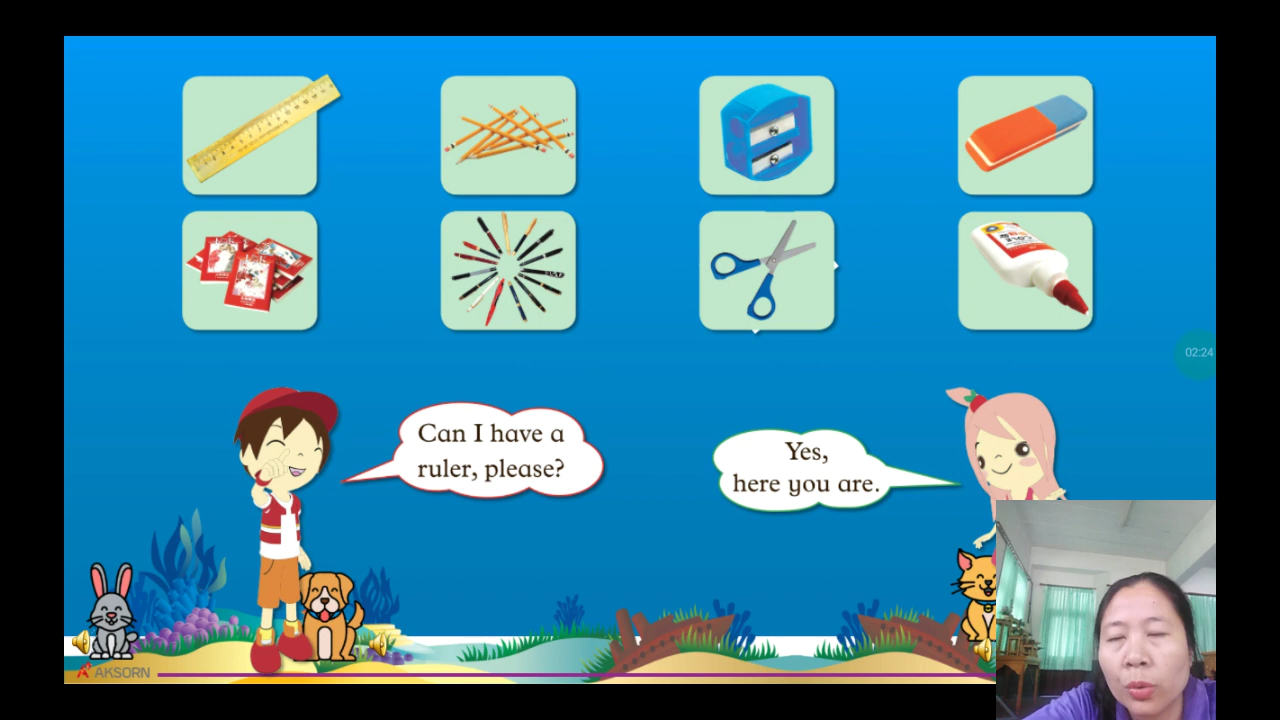 02:24
Can I have a
ruler, please?
Yes,
here you are.
AKSORN